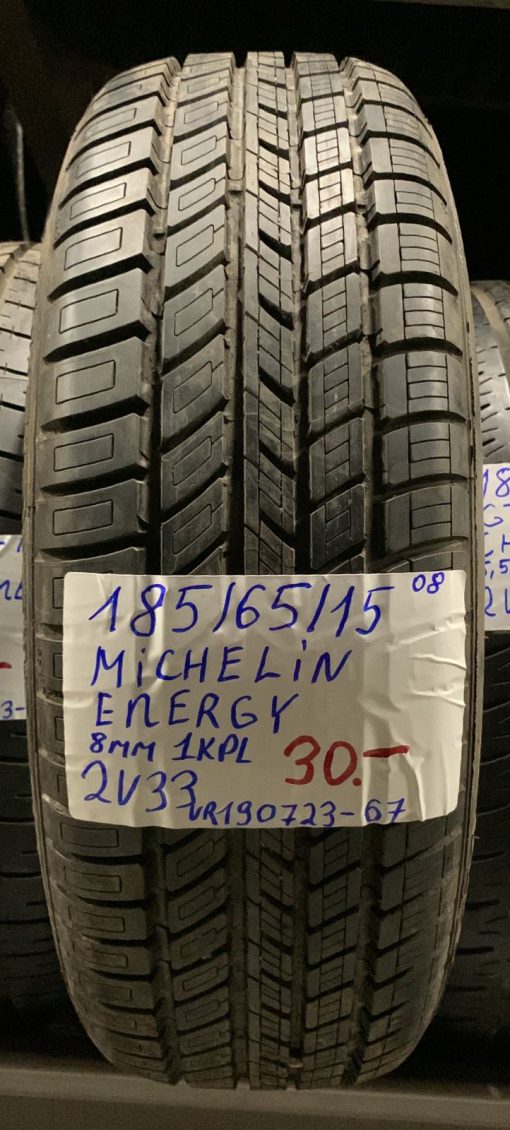 185/65/15 08
MiCHELiN
ENERGY
8MM 1KPL 30.–
2V33
VR190723-67